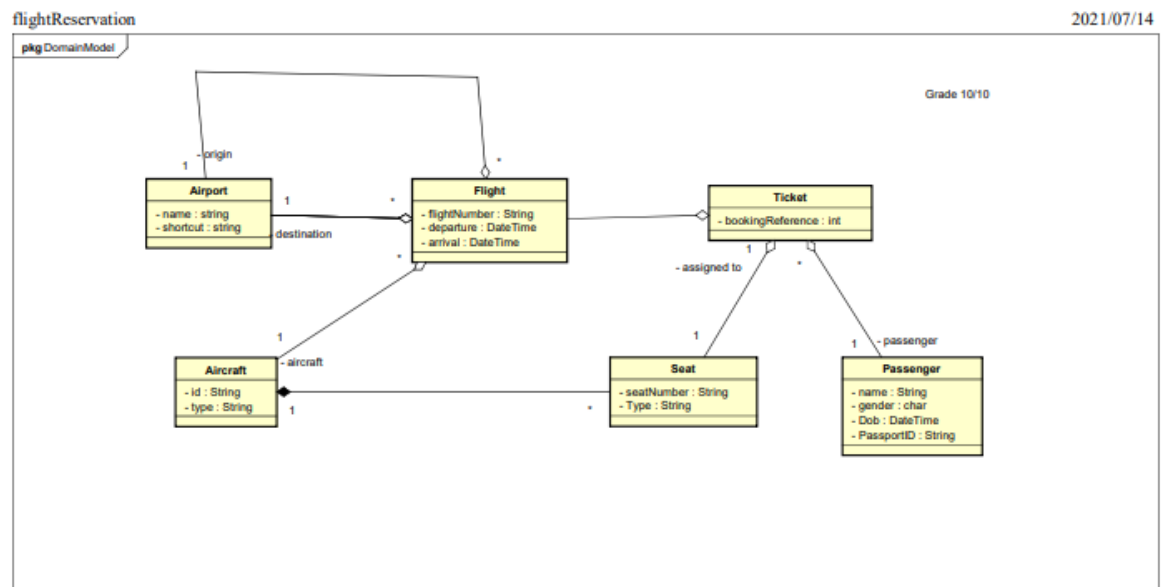 flightReservation 2021/07/14
pkg DomainModel
Grade 10/10
- origin
1
*
Airport
- name : string
- shortcut : string
1
*
destination
Flight
- flightNumber : String
- departure : DateTime
- arrival : DateTime
*
Ticket
- bookingReference : int
1
- assigned to
*
1
- aircraft
1
1
- passenger
Aircraft
- id : String
- type : String
1
*
Seat
- seatNumber : String
- Type : String
Passenger
- name : String
- gender : char
- Dob : DateTime
- PassportID : String